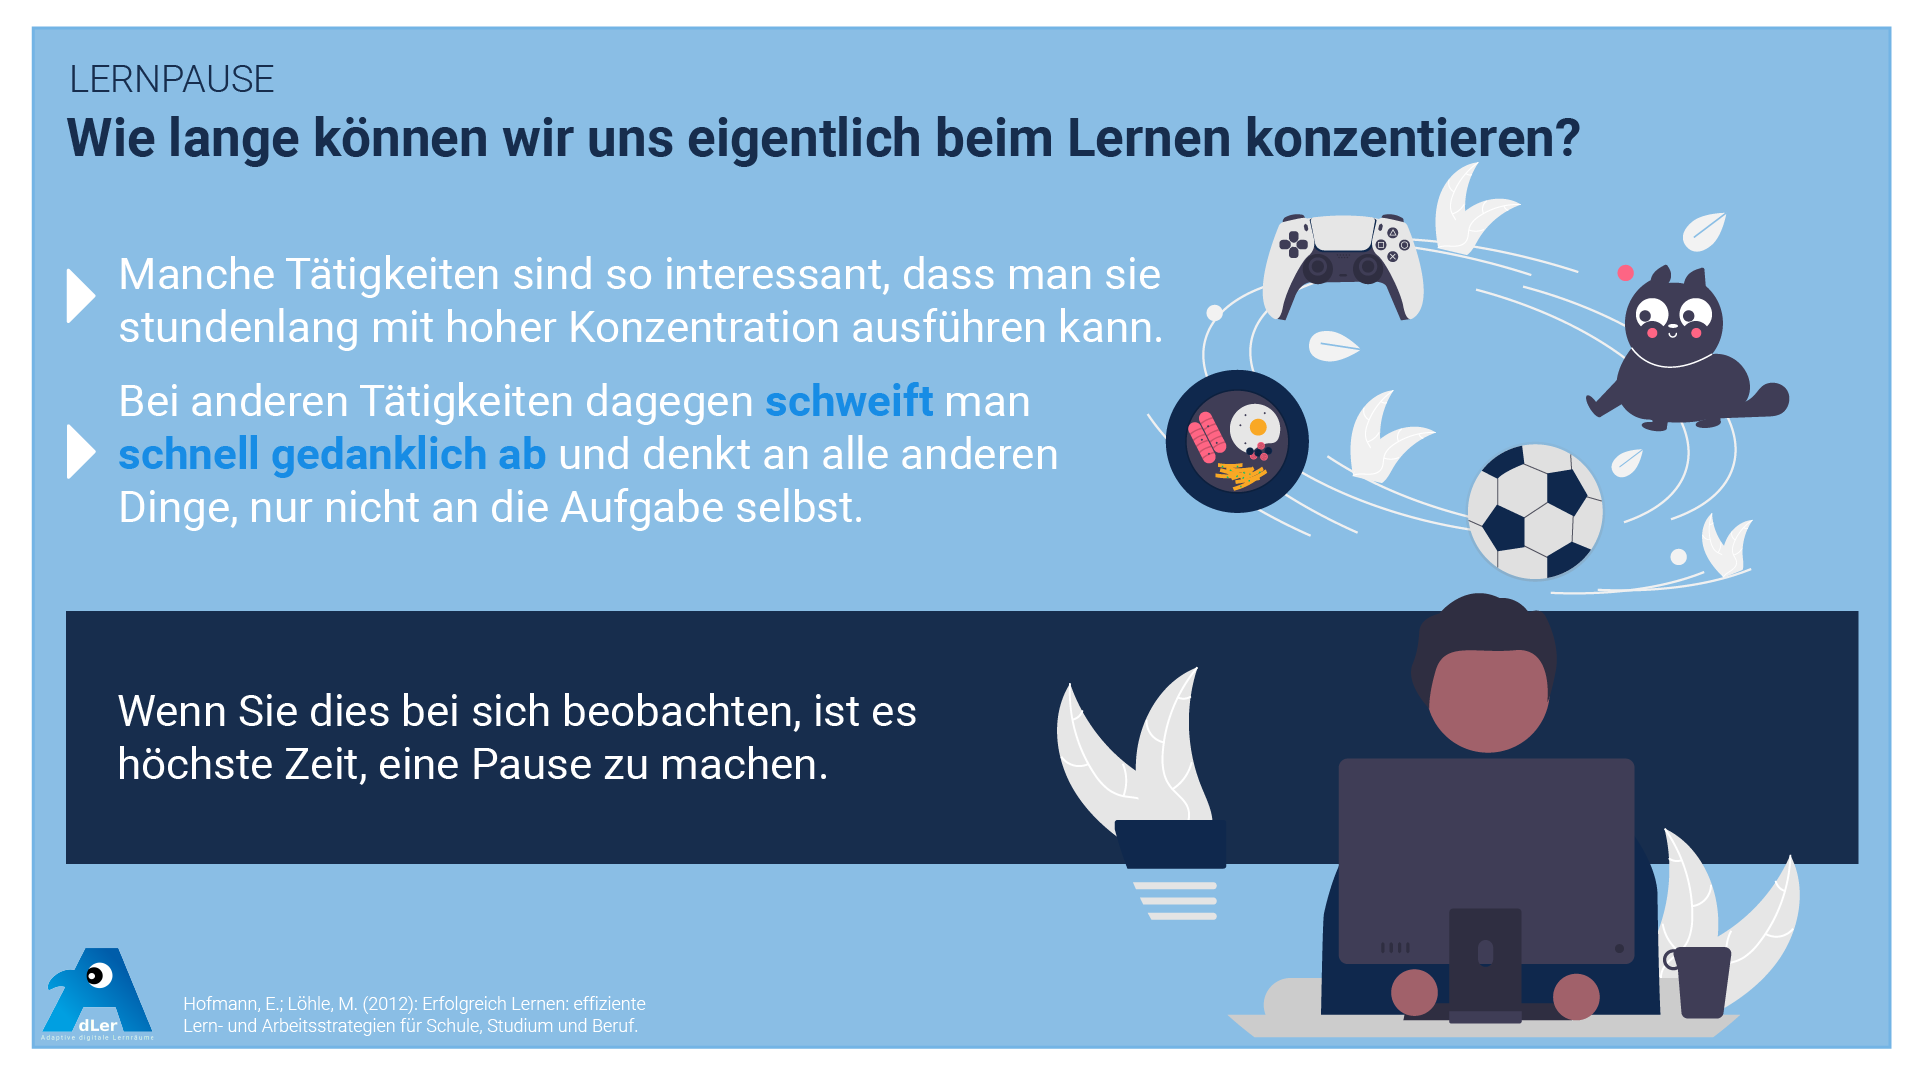 LERNPAUSE
Wie lange können wir uns eigentlich beim Lernen konzentieren?
Manche Tätigkeiten sind so interessant, dass man sie
stundenlang mit hoher Konzentration ausführen kann.
Bei anderen Tätigkeiten dagegen schweift man
schnell gedanklich ab und denkt an alle anderen
Dinge, nur nicht an die Aufgabe selbst.
Wenn Sie dies bei sich beobachten, ist es
höchste Zeit, eine Pause zu machen.
dLer
Adaptive digitale Lernräume
Hofmann, E.; Löhle, M. (2012): Erfolgreich Lernen: effiziente
Lern- und Arbeitsstrategien für Schule, Studium und Beruf.